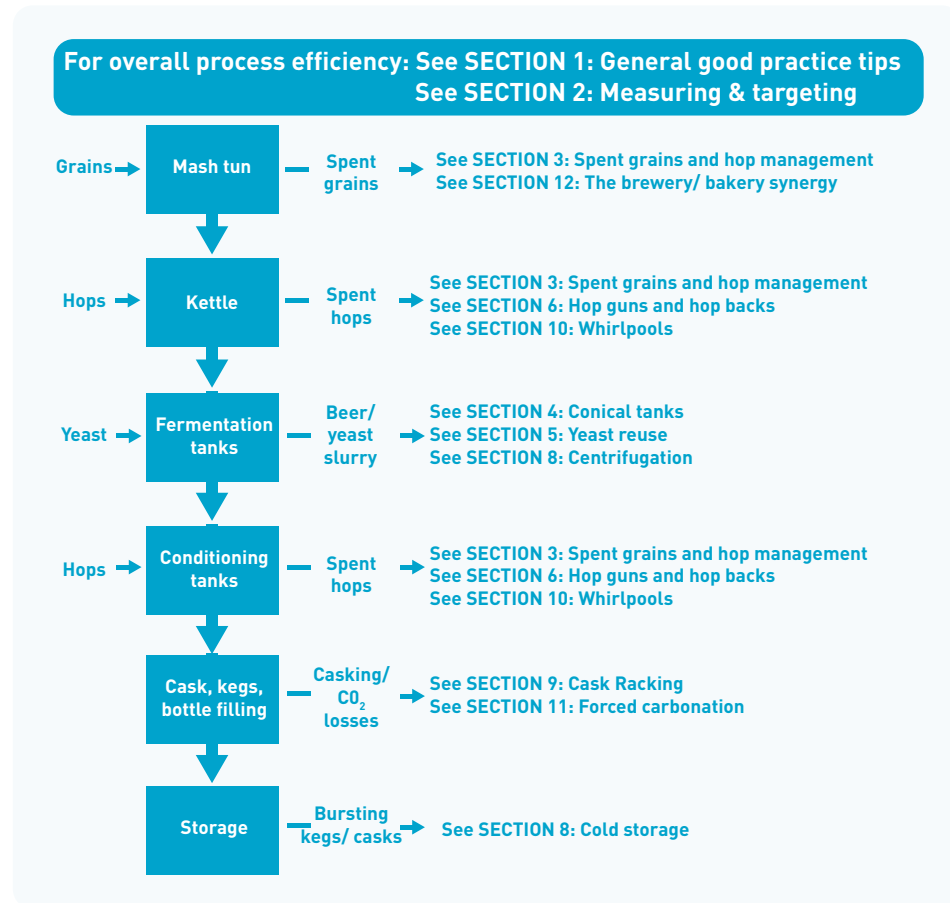 For overall process efficiency: See SECTION 1: General good practice tips
See SECTION 2: Measuring & targeting
Grains
Mash tun
Spent
grains
See SECTION 3: Spent grains and hop management
See SECTION 12: The brewery/ bakery synergy
Hops
Kettle
Spent
hops
See SECTION 3: Spent grains and hop management
See SECTION 6: Hop guns and hop backs
See SECTION 10: Whirlpools
Yeast
Fermentation
tanks
Beer/
yeast
slurry
See SECTION 4: Conical tanks
See SECTION 5: Yeast reuse
See SECTION 8: Centrifugation
Hops
Conditioning
tanks
Spent
hops
See SECTION 3: Spent grains and hop management
See SECTION 6: Hop guns and hop backs
See SECTION 10: Whirlpools
Cask, kegs,
bottle filling
Casking/
CO₂
losses
See SECTION 9: Cask Racking
See SECTION 11: Forced carbonation
Storage
Bursting
kegs/ casks
See SECTION 8: Cold storage